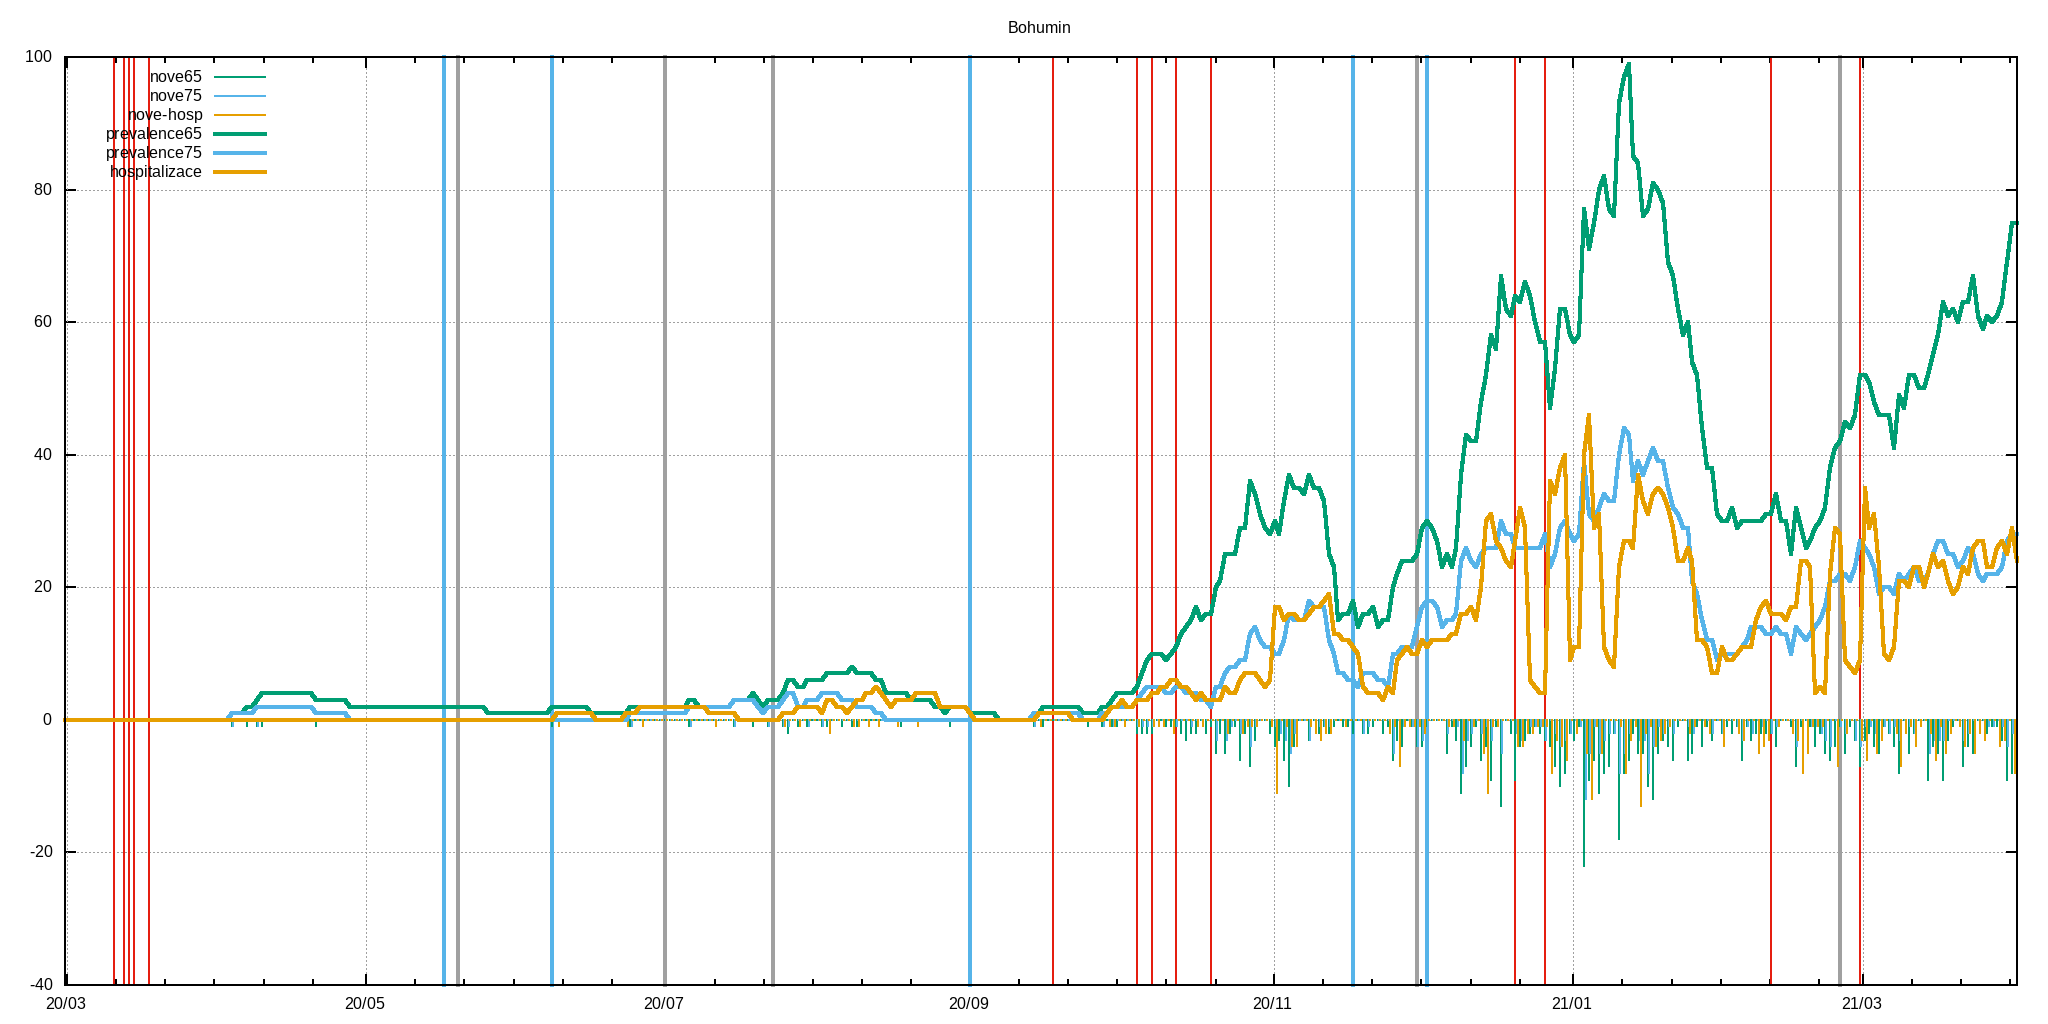 Bohumin
100
80
60
40
20
0
-20
-40
nove65
nove75
nove-hosp
prevalence65
prevalence75
hospitalizace
20/03 20/05 20/07 20/09 20/11 21/01 21/03